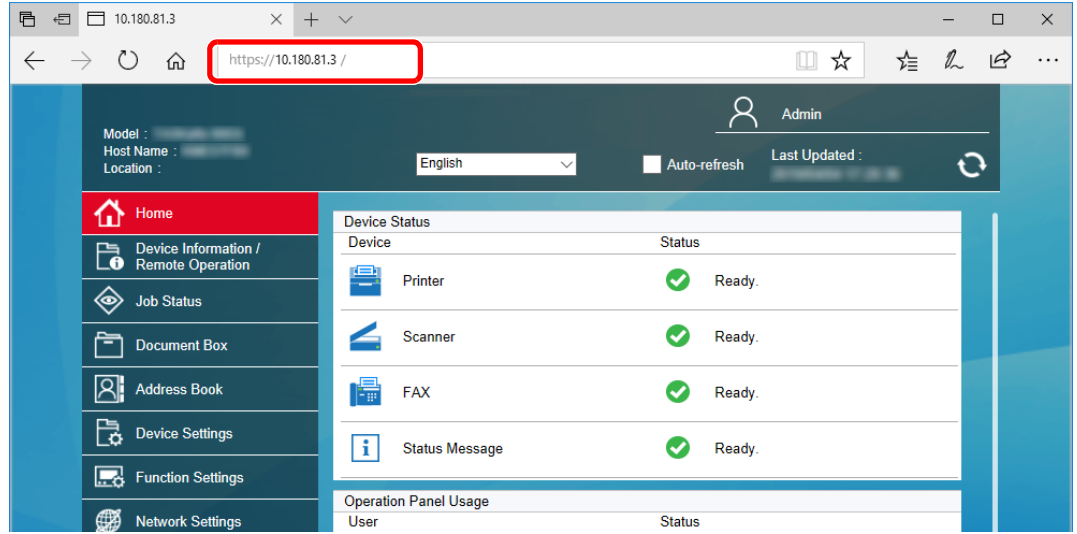 10.180.81.3
https://10.180.81.3 /
Admin
Model :
Host Name :
Location :
English
Auto-refresh
Last Updated :
Home
Device Information /
Remote Operation
Job Status
Document Box
Address Book
Device Settings
Function Settings
Network Settings
Device Status
Device Status
Printer Ready.
Scanner Ready.
FAX Ready.
Status Message Ready.
Operation Panel Usage
User Status